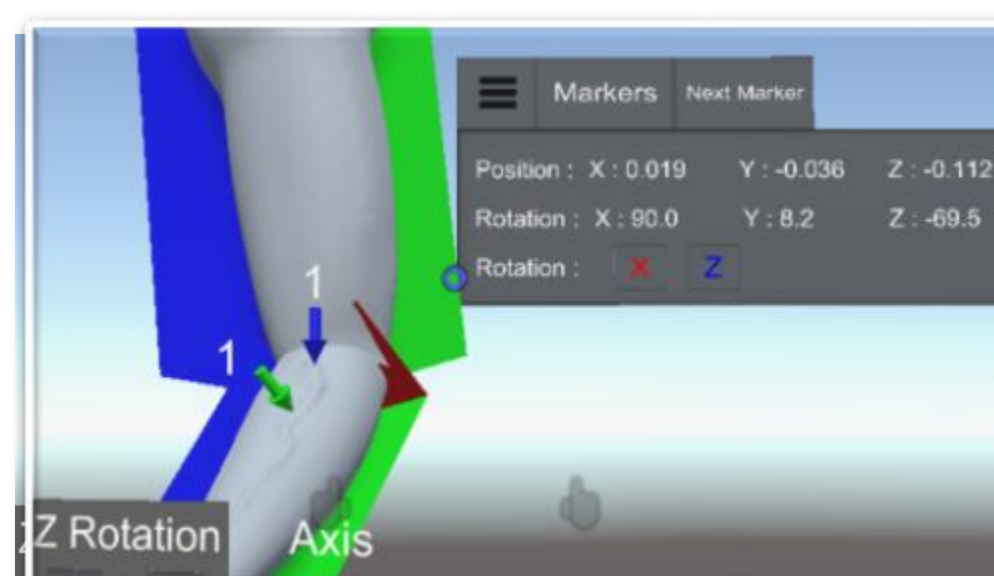 Markers Next Marker
Position : X : 0.019 Y : -0.036 Z : -0.112
Rotation : X : 90.0 Y : 8.2 Z : -69.5
Rotation : X Z
1
1
Z Rotation Axis